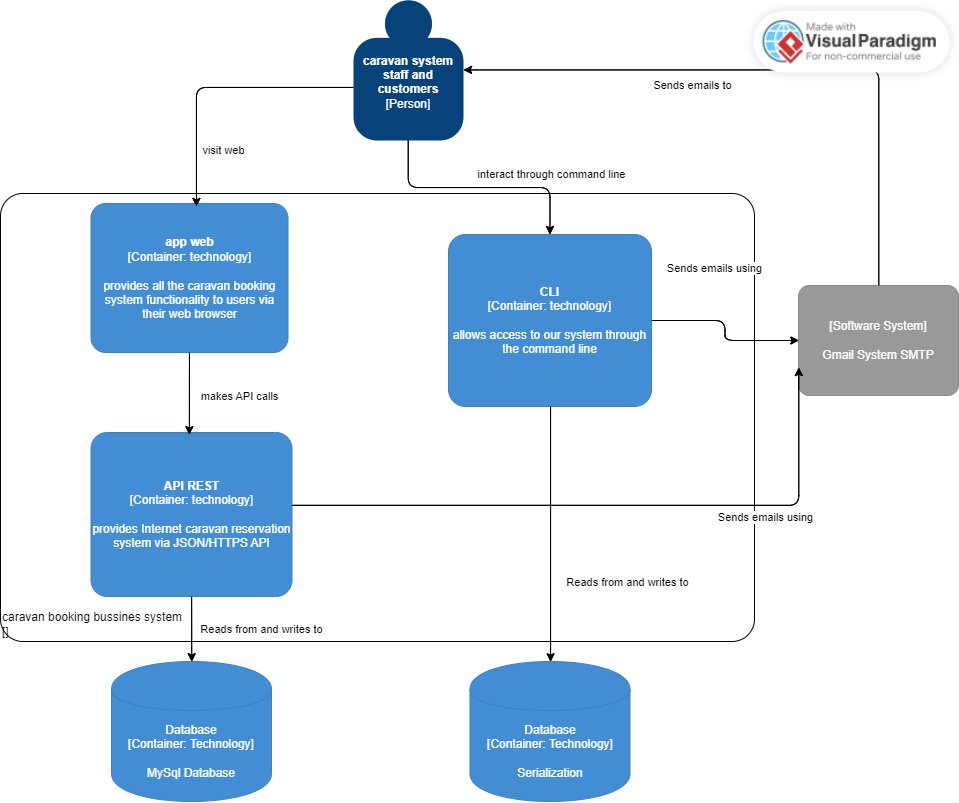 Made with
Visual Paradigm
For non-commercial use
caravan system
staff and
customers
[Person]
Sends emails to
visit web
interact through command line
app web
[Container: technology]
provides all the caravan booking
system functionality to users via
their web browser
CLI
[Container: technology]
allows access to our system through
the command line
Sends emails using
[Software System]
Gmail System SMTP
makes API calls
API REST
[Container: technology]
provides Internet caravan reservation
system via JSON/HTTPS API
Sends emails using
Reads from and writes to
caravan booking bussines system
[]
Reads from and writes to
Database
[Container: Technology]
MySql Database
Database
[Container: Technology]
Serialization